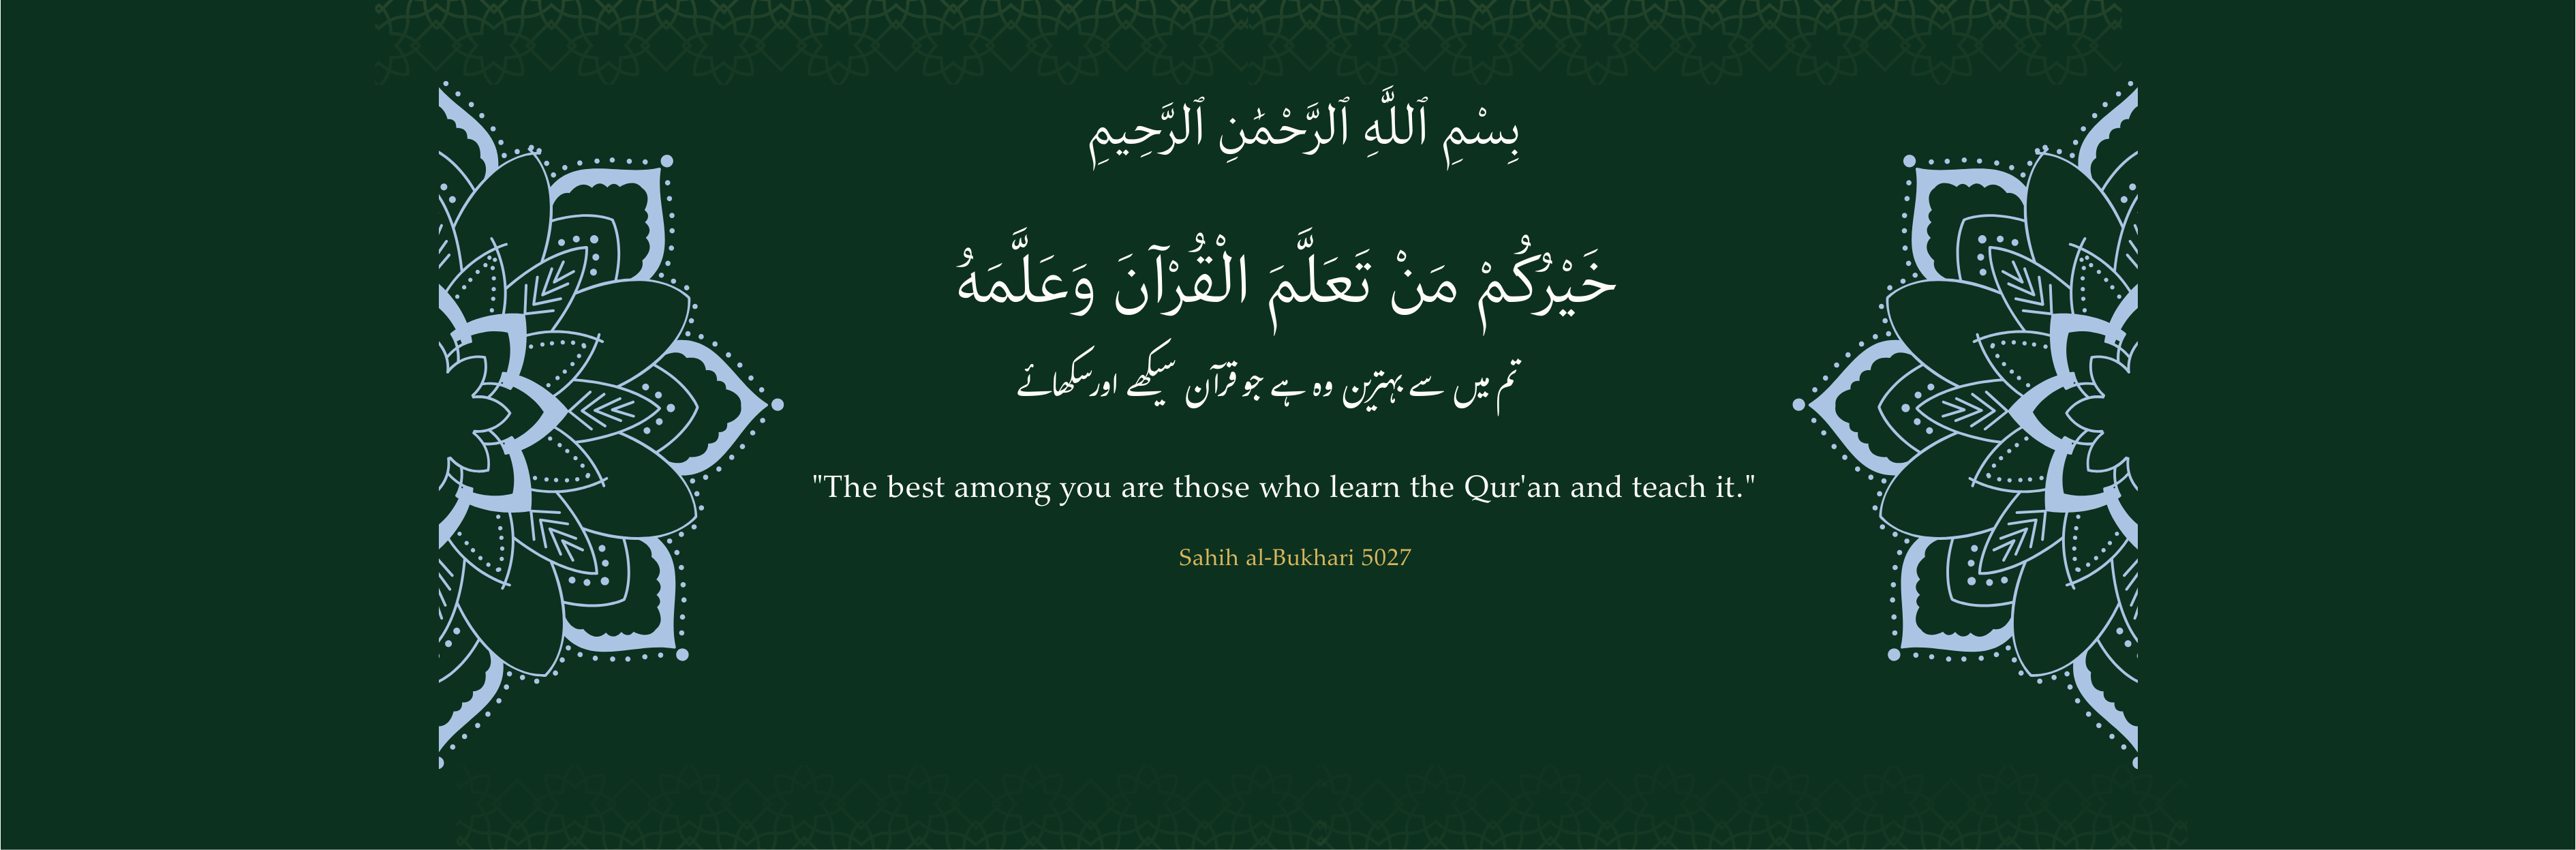 بِسْمِ ٱللَّهِ ٱلرَّحْمَٰنِ ٱلرَّحِيمِ
خَيْرُكُمْ مَنْ تَعَلَّمَ الْقُرْآنَ وَعَلَّمَهُ
تم میں سے بہترین وہ ہے جو قرآن سیکھے اور سکھائے
"The best among you are those who learn the Qur'an and teach it."
Sahih al-Bukhari 5027